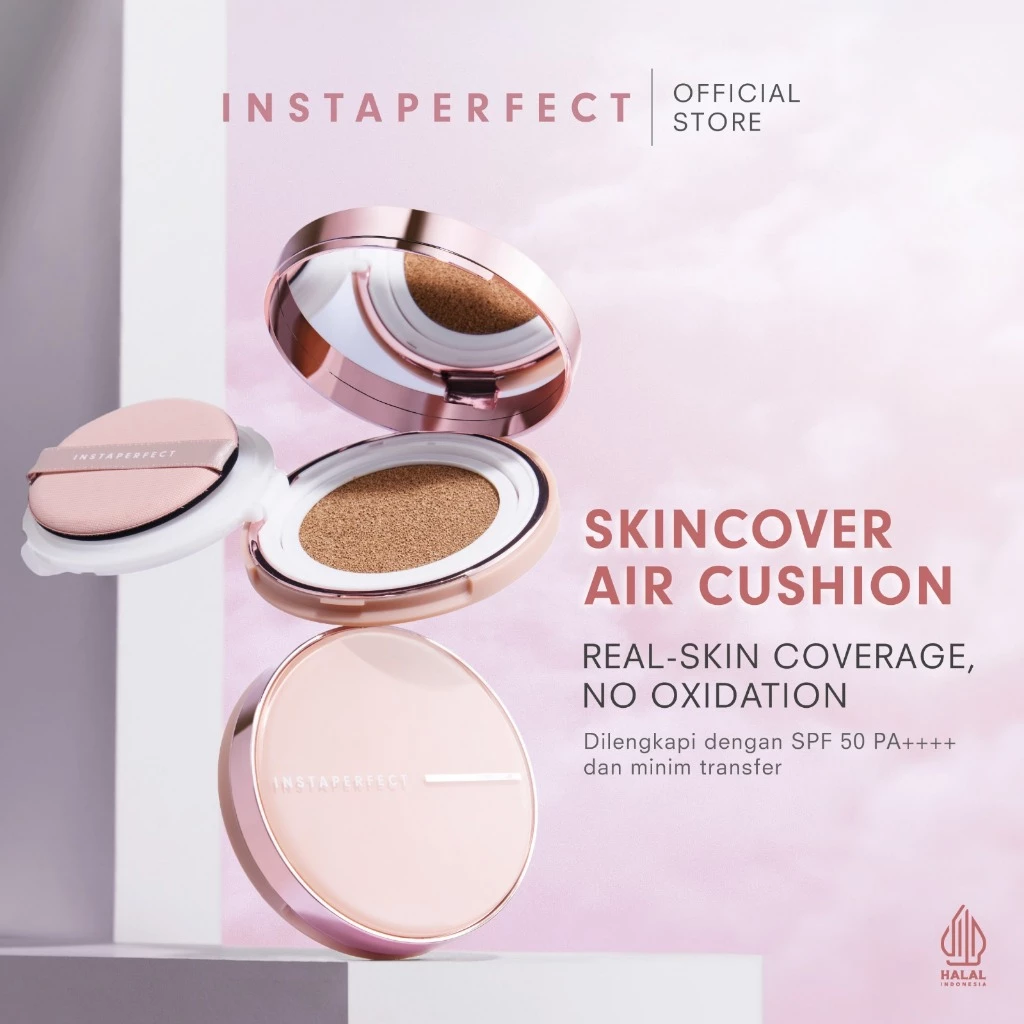 INSTAPERFECT
OFFICIAL
STORE
INSTAPERFECT
SKINCOVER
AIR CUSHION
REAL-SKIN COVERAGE,
NO OXIDATION
Dilengkapi dengan SPF 50 PA++++
dan minim transfer
INSTAPERFECT
HALAL
INDONESIA